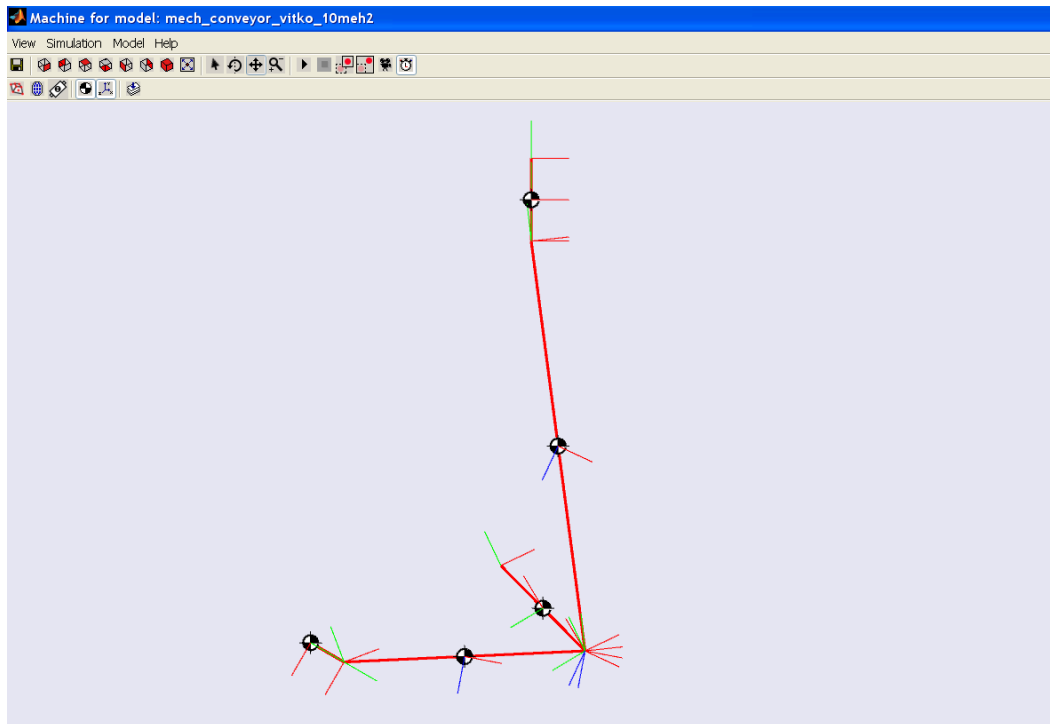 Machine for model: mech_conveyor_vitko_10meh2
View Simulation Model Help